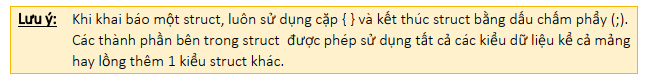 Lưu ý: Khi khai báo một struct, luôn sử dụng cặp { } và kết thúc struct bằng dấu chấm phẩy (;).
Các thành phần bên trong struct được phép sử dụng tất cả các kiểu dữ liệu kể cả mảng
hay lồng thêm 1 kiểu struct khác.